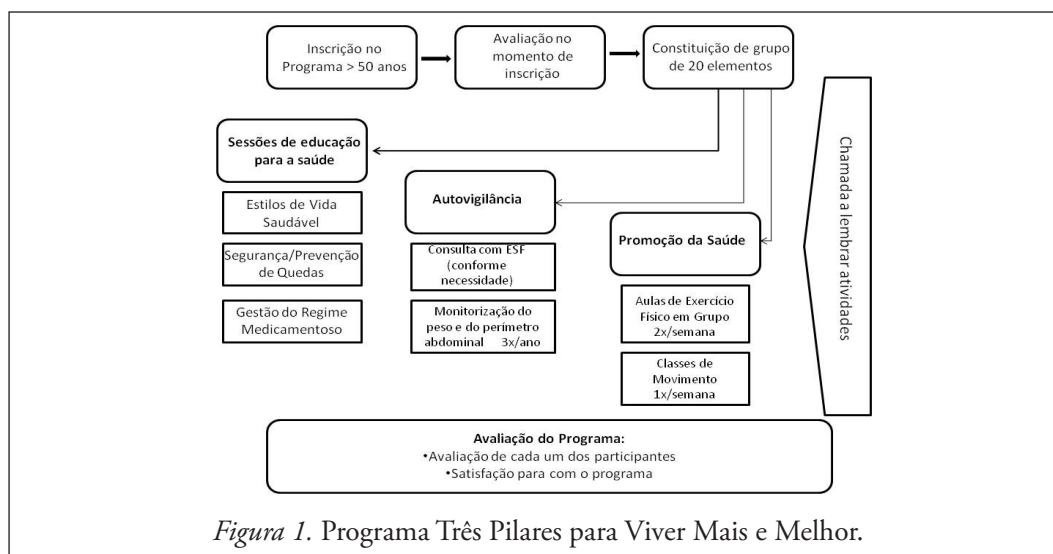 Inscrição no
Programa > 50 anos
Avaliação no
momento de
inscrição
Constituição de grupo
de 20 elementos
Sessões de educação
para a saúde
Estilos de Vida
Saudável
Segurança/Prevenção
de Quedas
Gestão do Regime
Medicamentoso
Autovigilância
Consulta com ESF
(conforme
necessidade)
Monitorização do
peso e do perímetro
abdominal 3x/ano
Promoção da Saúde
Aulas de Exercício
Físico em Grupo
2x/semana
Classes de
Movimento
1x/semana
Chamada a lembrar atividades
Avaliação do Programa:
•Avaliação de cada um dos participantes
•Satisfação para com o programa
Figura 1. Programa Três Pilares para Viver Mais e Melhor.